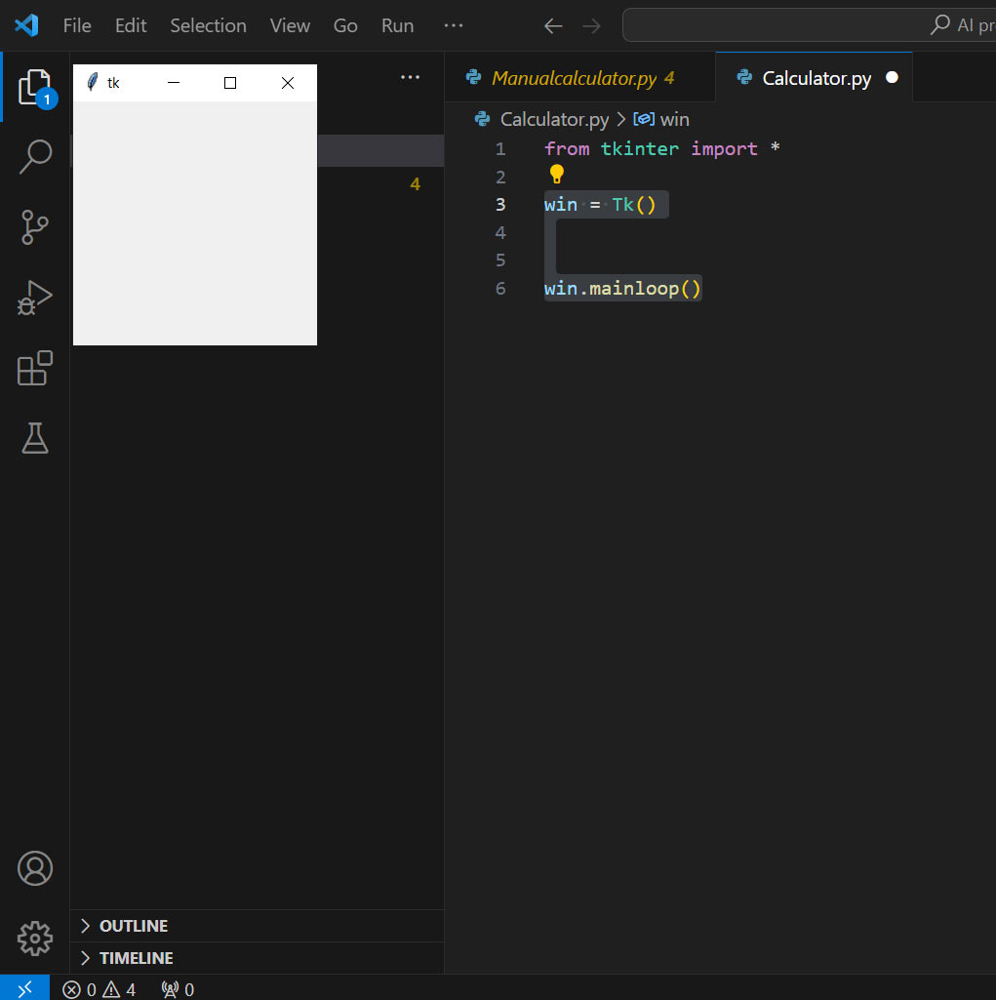 File Edit Selection View Go Run ··· AI pr
tk
···
4
Manualcalculator.py 4
Calculator.py
Calculator.py > win
1 from tkinter import *
2
3 win = Tk()
4
5
6 win.mainloop()
1
OUTLINE
TIMELINE
0 4 0